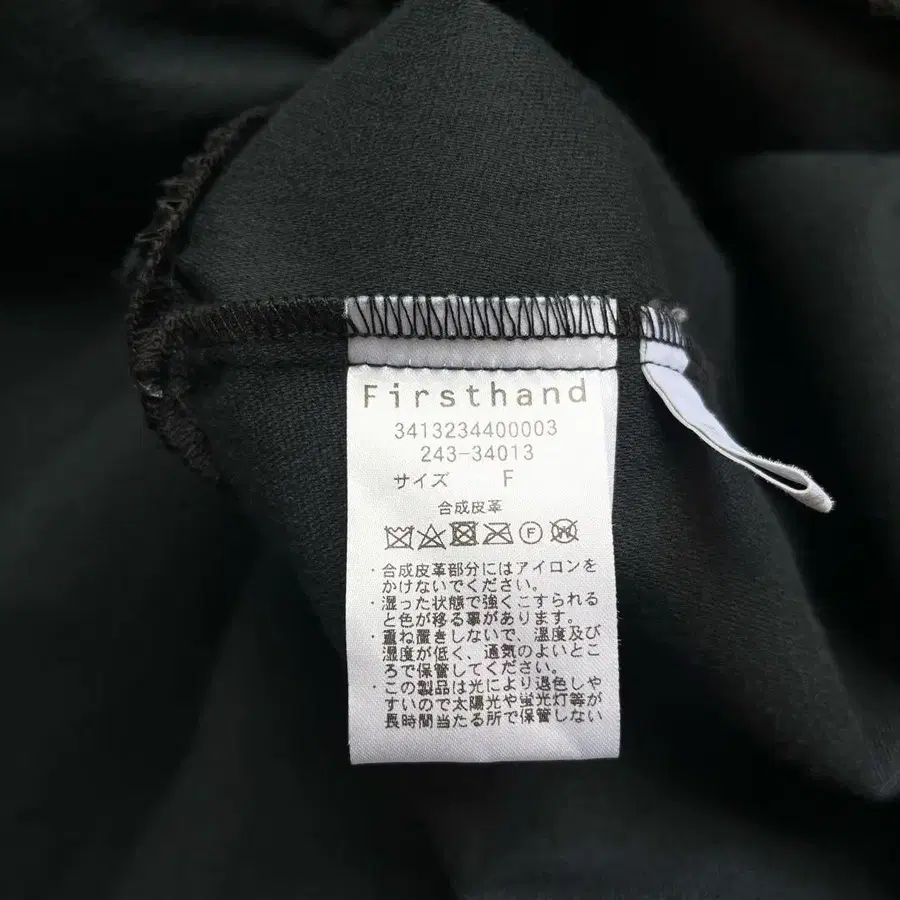 Firsthand
3413234400003
243-34013
サイズ F
合成皮革
F W
・合成皮革部分にはアイロンを
かけないでください。
・湿った状態で強くこすられる
と色が移る事があります。
・重ね置きしないで、温度及び
湿度が低く、通気のよいとこ
ろで保管してください。
・この製品は光により退色しや
すいので太陽光や蛍光灯等が
長時間当たる所で保管しない